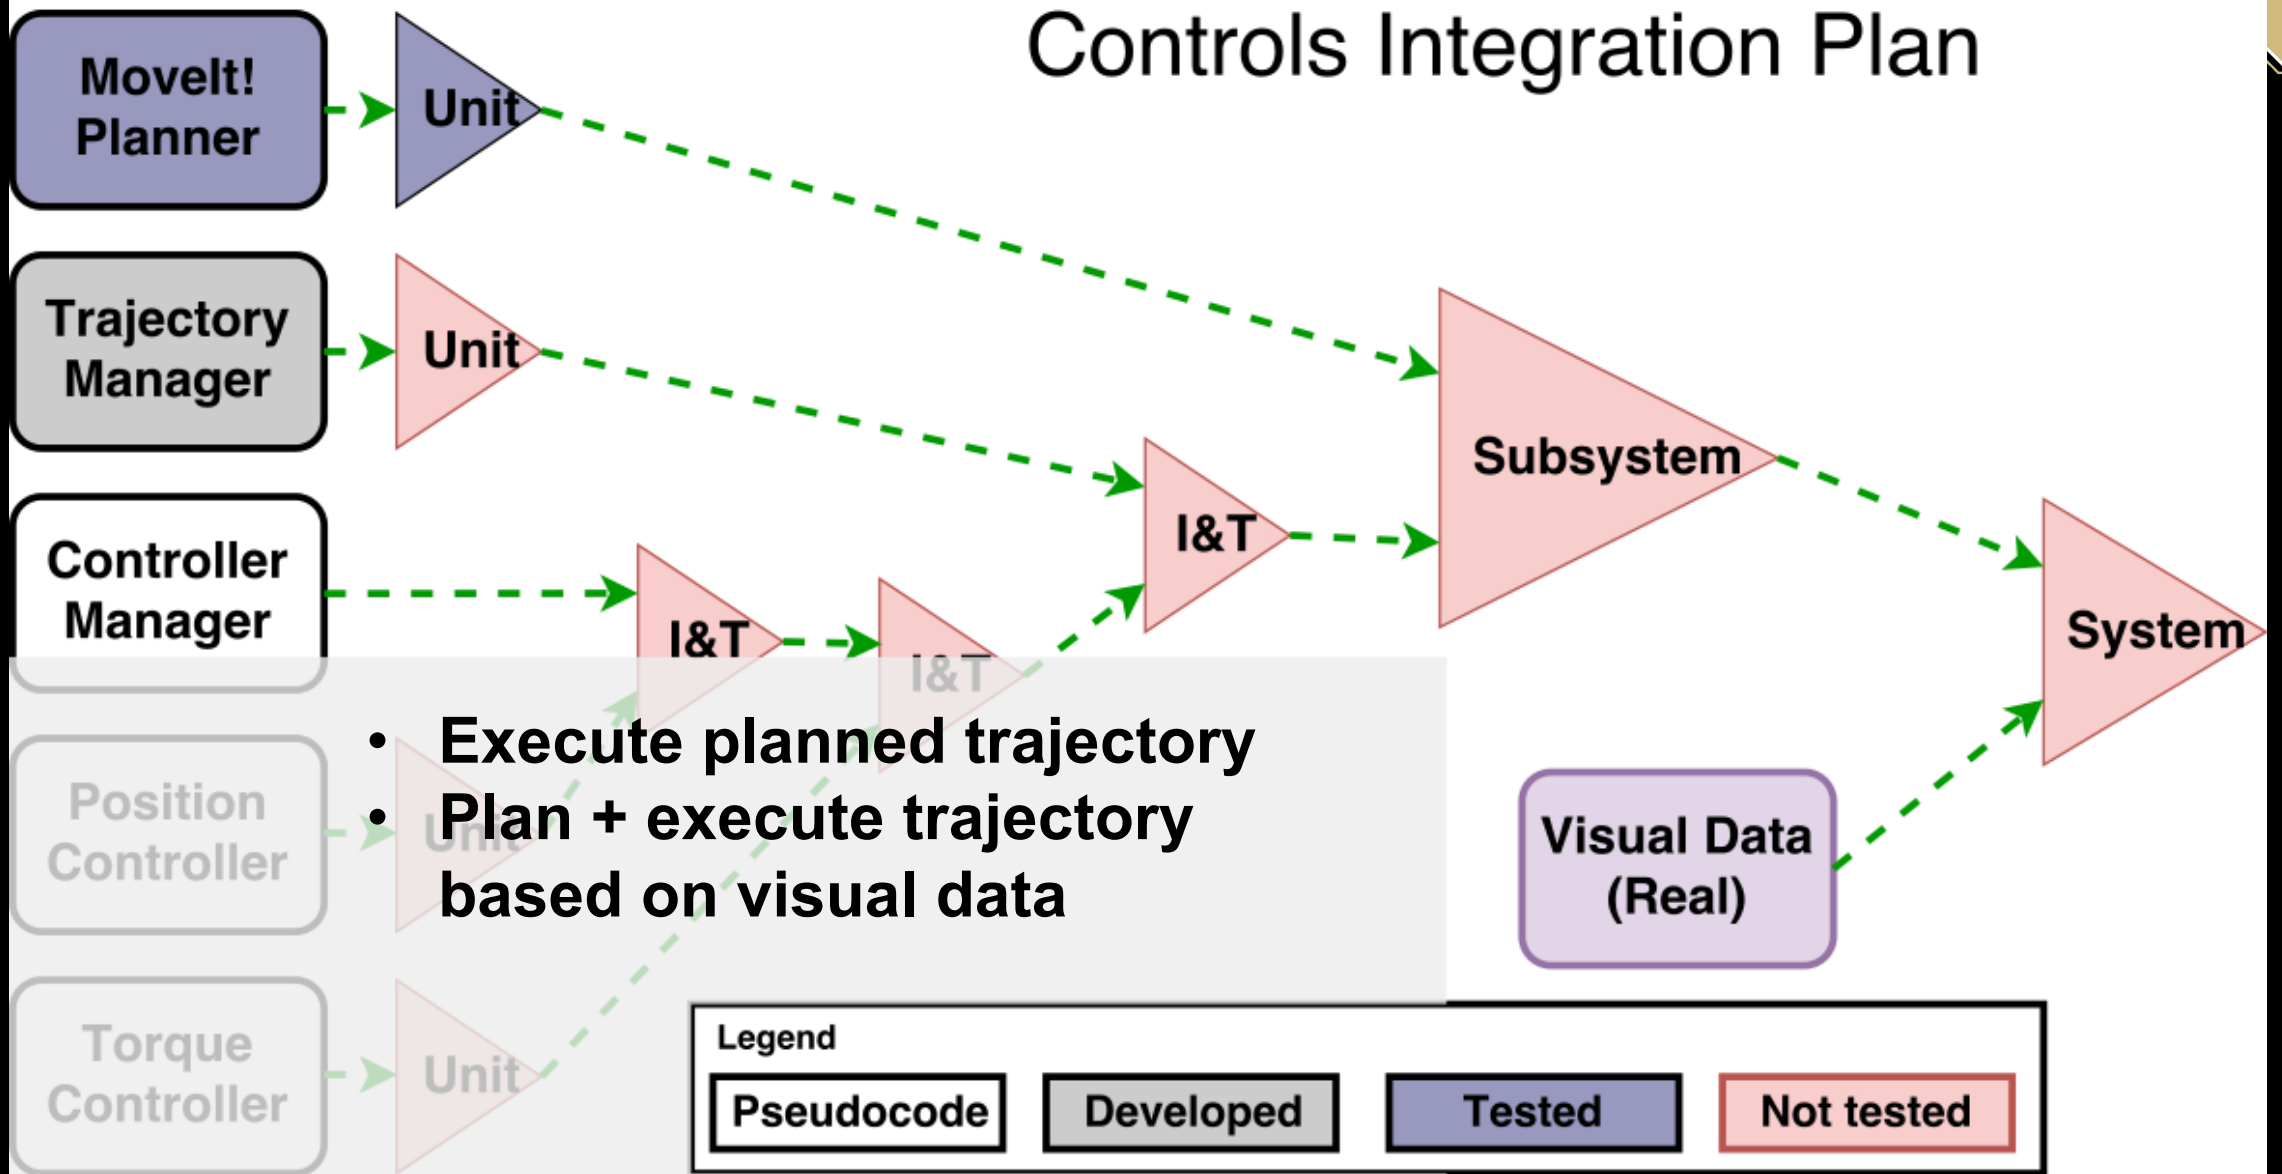 Controls Integration Plan
MoveIt!
Planner
Unit
Trajectory
Manager
Unit
Subsystem
I&T
Controller
Manager
I&T
I&T
System
Position
Controller
Unit
• Execute planned trajectory
• Plan + execute trajectory
based on visual data
Visual Data
(Real)
Torque
Controller
Unit
Legend
Pseudocode
Developed
Tested
Not tested